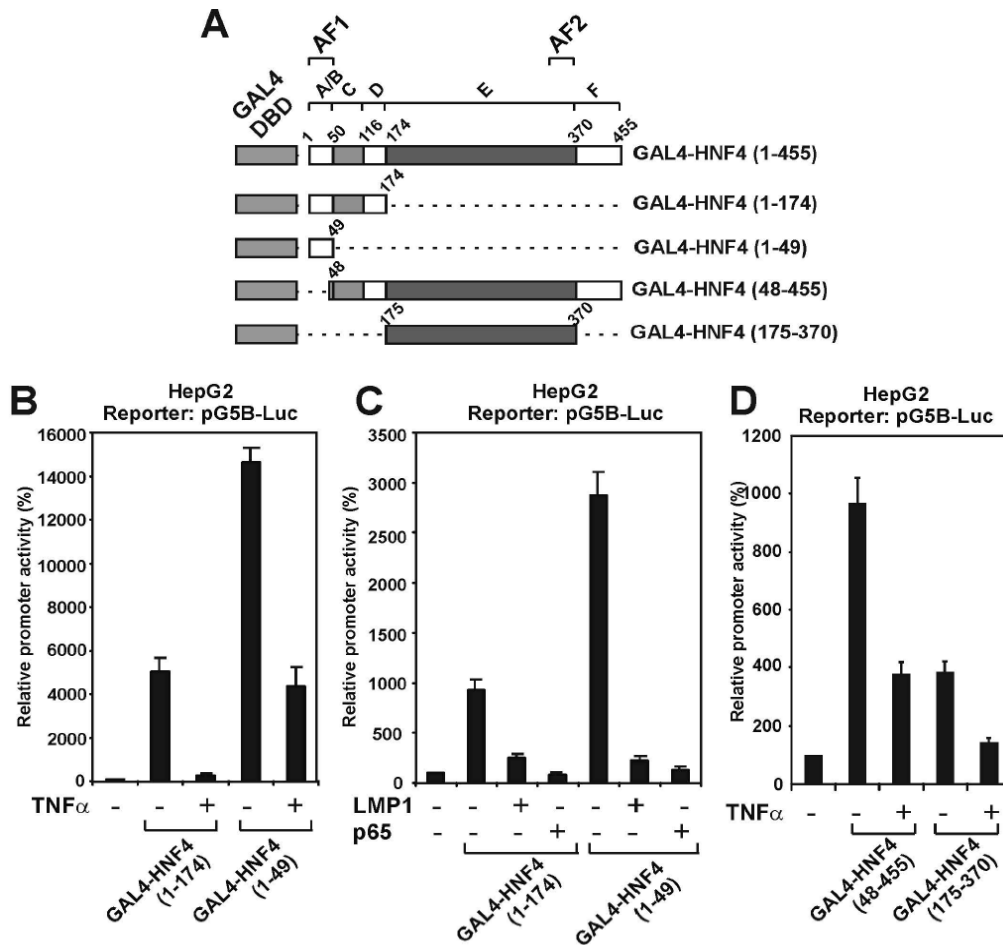 A
AF1
AF2
GAL4 DBD
A/B C D E F
1 50 116 174 370 455
GAL4-HNF4 (1-455)
174
GAL4-HNF4 (1-174)
49
GAL4-HNF4 (1-49)
48
GAL4-HNF4 (48-455)
175 370
GAL4-HNF4 (175-370)
B
HepG2
Reporter: pG5B-Luc
Relative promoter activity (%)
16000
14000
12000
10000
8000
6000
4000
2000
0
TNFα - - + - +
GAL4-HNF4 (1-174)
GAL4-HNF4 (1-49)
C
HepG2
Reporter: pG5B-Luc
Relative promoter activity (%)
3500
3000
2500
2000
1500
1000
500
0
LMP1 - - + - + 
p65 - - + - +
GAL4-HNF4 (1-174)
GAL4-HNF4 (1-49)
D
HepG2
Reporter: pG5B-Luc
Relative promoter activity (%)
1200
1000
800
600
400
200
0
TNFα - - + - +
GAL4-HNF4 (48-455)
GAL4-HNF4 (175-370)